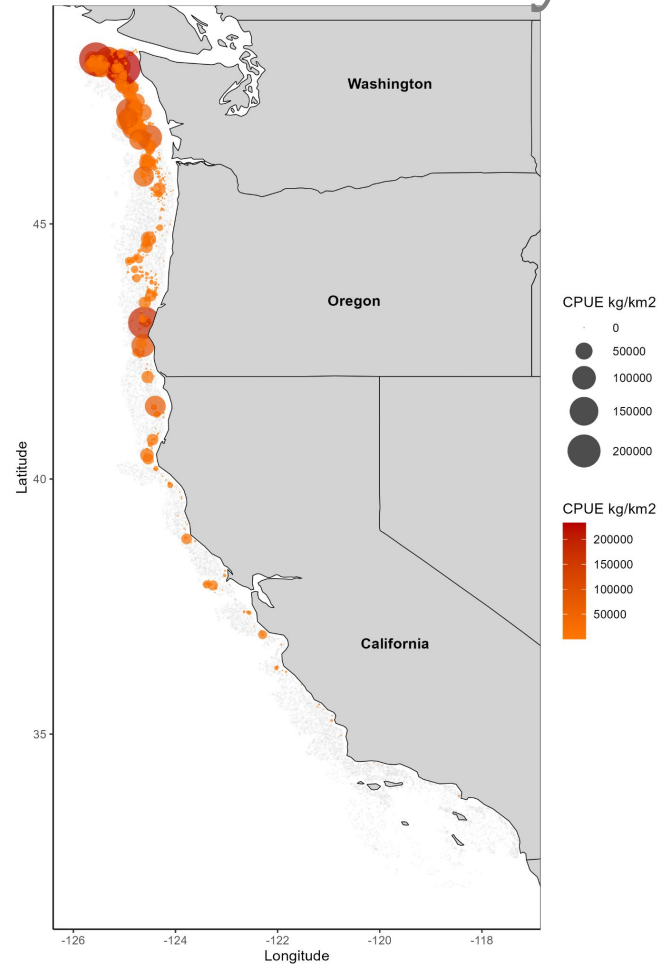 Washington
Oregon
California
45
40
35
Latitude
-126
-124
-122
-120
-118
Longitude
CPUE kg/km2
0
50000
100000
150000
200000
CPUE kg/km2
200000
150000
100000
50000